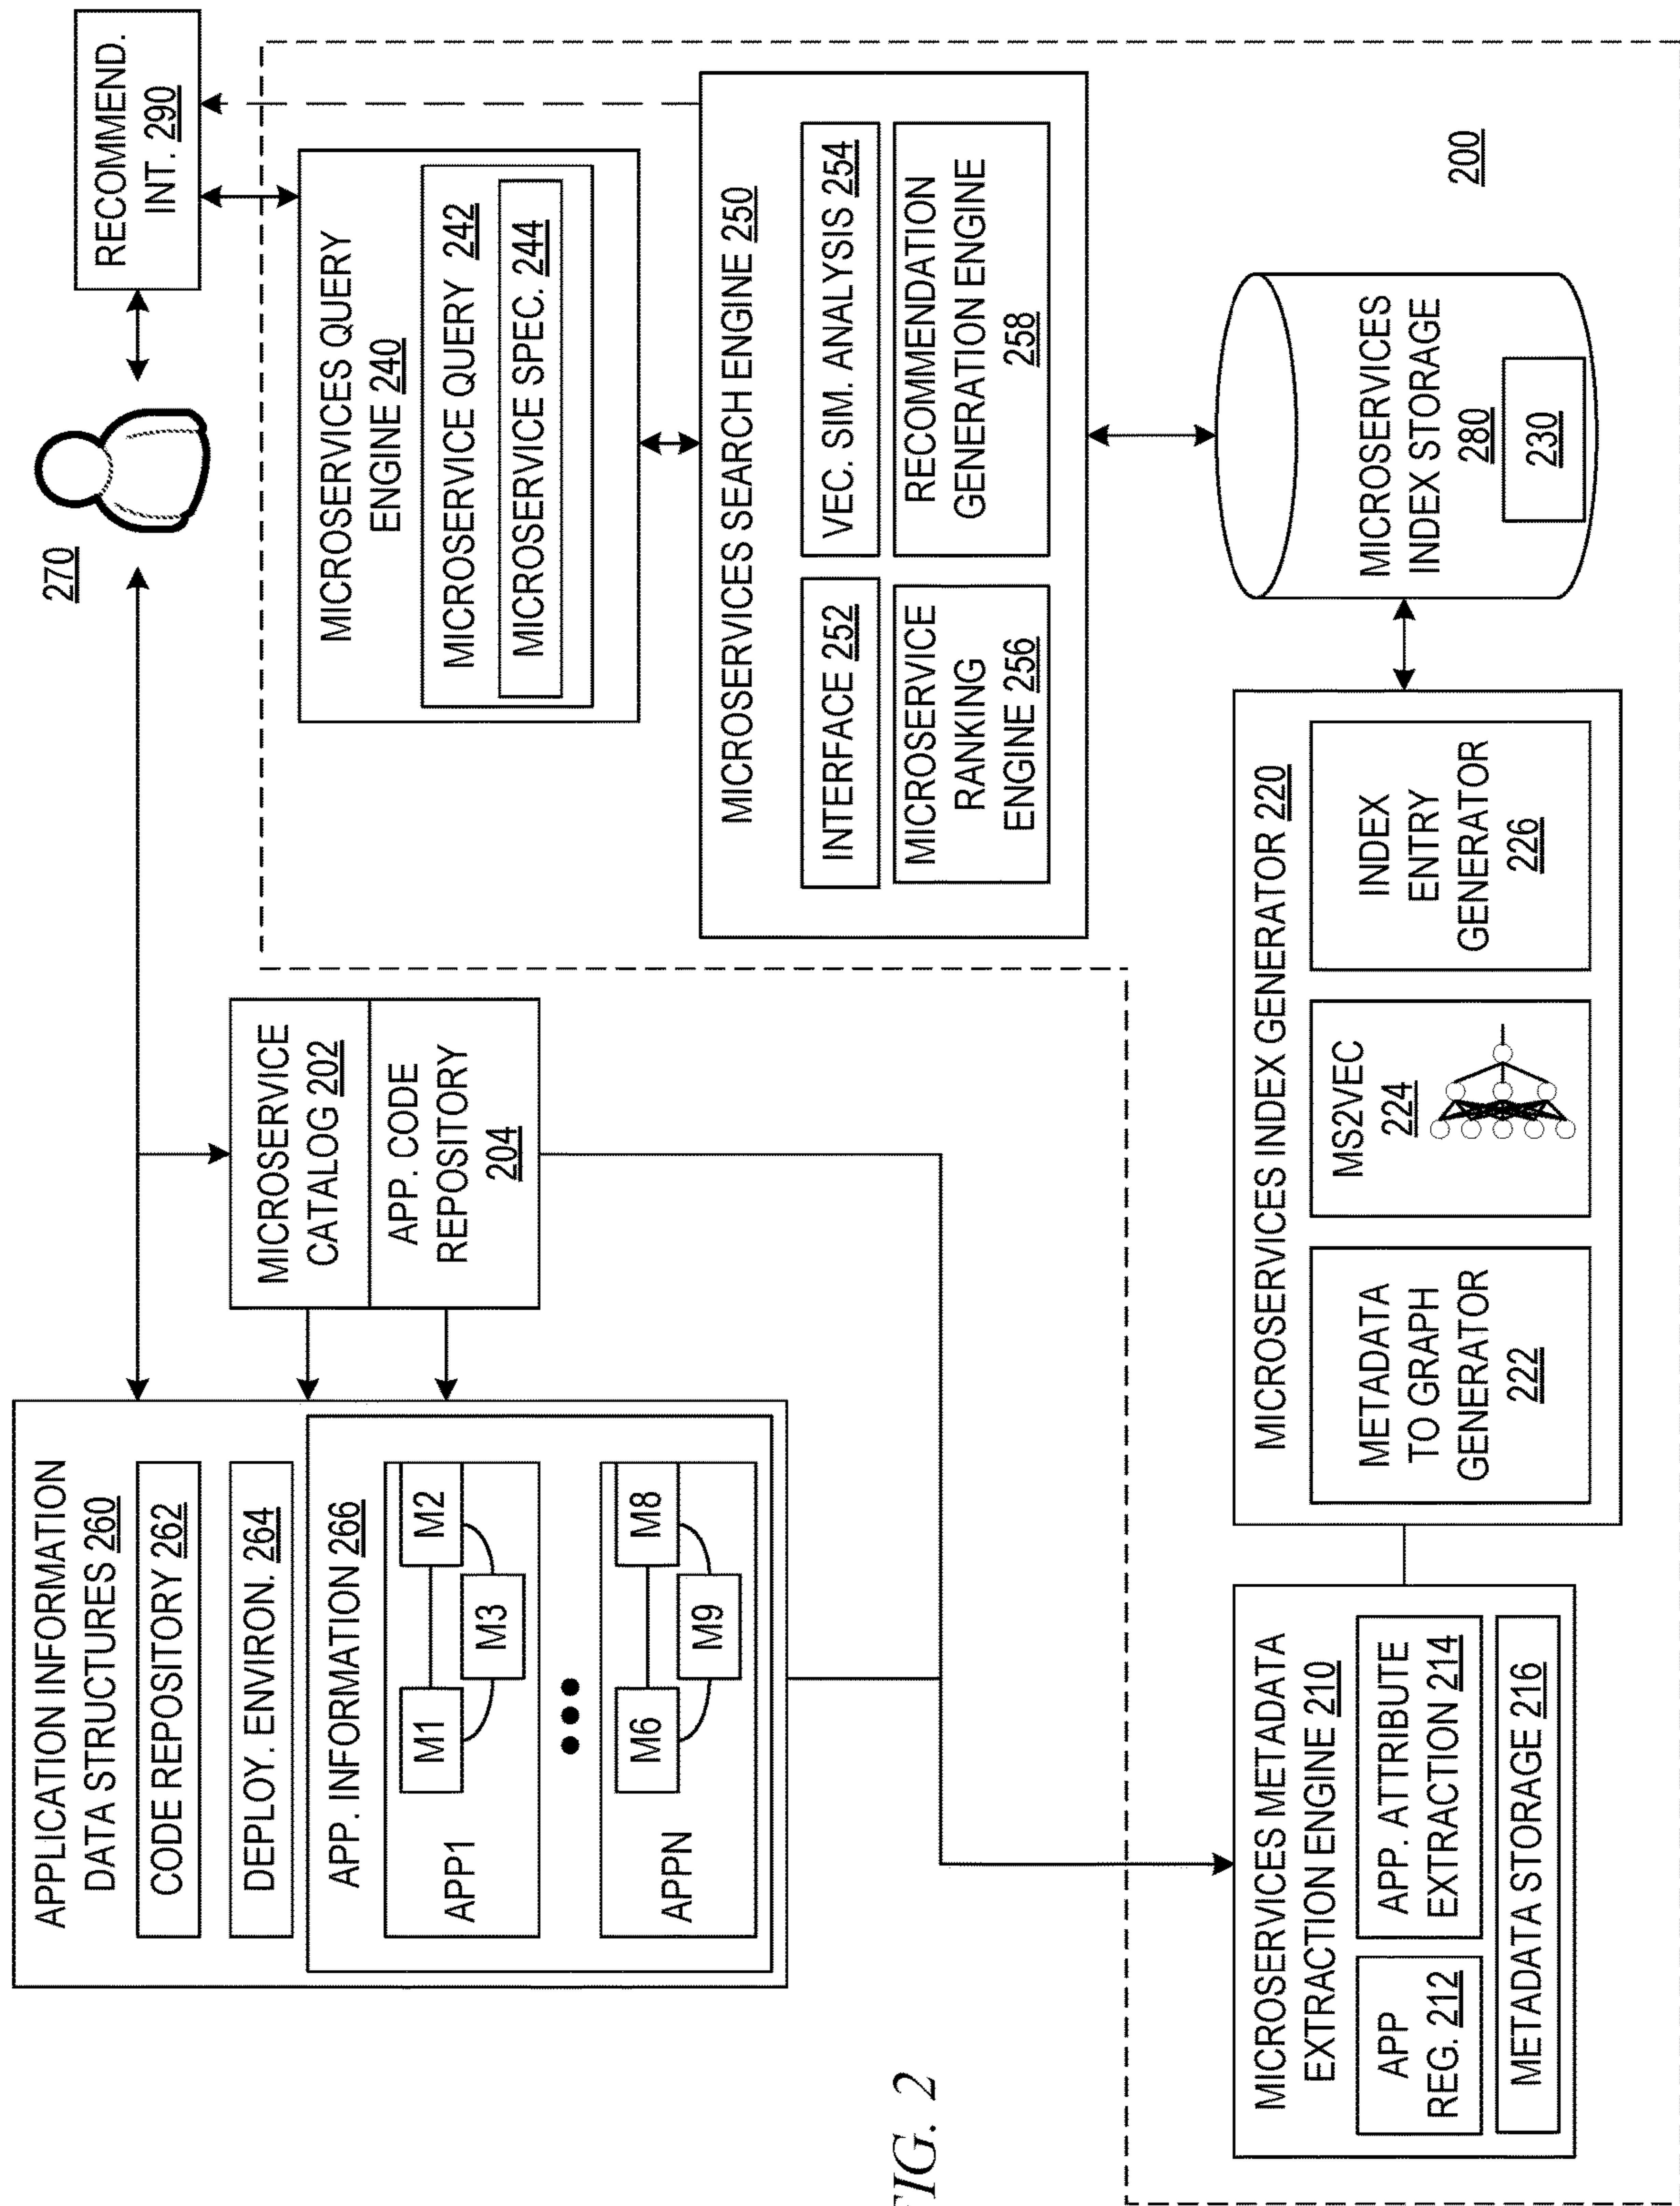 APPLICATION INFORMATION
DATA STRUCTURES 260
CODE REPOSITORY 262
DEPLOY. ENVIRON. 264
APP. INFORMATION 266
APP1
M1
M2
M3
APPN
M6
M8
M9
MICROSERVICE
CATALOG 202
APP. CODE
REPOSITORY
204
270
RECOMMEND.
INT. 290
MICROSERVICES QUERY
ENGINE 240
MICROSERVICE QUERY 242
MICROSERVICE SPEC. 244
MICROSERVICES SEARCH ENGINE 250
INTERFACE 252
VEC. SIM. ANALYSIS 254
MICROSERVICE
RANKING
ENGINE 256
RECOMMENDATION
GENERATION ENGINE
258
FIG. 2
MICROSERVICES METADATA
EXTRACTION ENGINE 210
APP
REG. 212
APP. ATTRIBUTE
EXTRACTION 214
METADATA STORAGE 216
MICROSERVICES INDEX GENERATOR 220
METADATA
TO GRAPH
GENERATOR
222
MS2VEC
224
INDEX
ENTRY
GENERATOR
226
MICROSERVICES
INDEX STORAGE
280
230
200